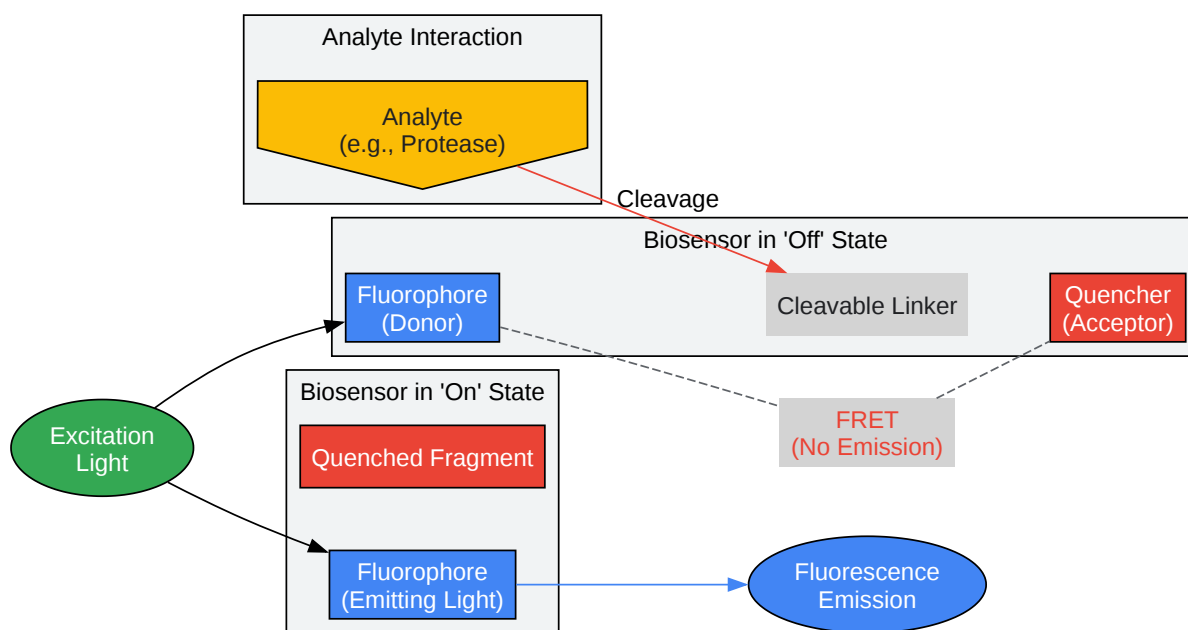 Analyte Interaction
Analyte
(e.g., Protease)
Cleavage
Biosensor in 'Off' State
Fluorophore
(Donor)
Cleavable Linker
Quencher
(Acceptor)
Biosensor in 'On' State
FRET
(No Emission)
Excitation
Light
Quenched Fragment
Fluorophore
(Emitting Light)
Fluorescence
Emission